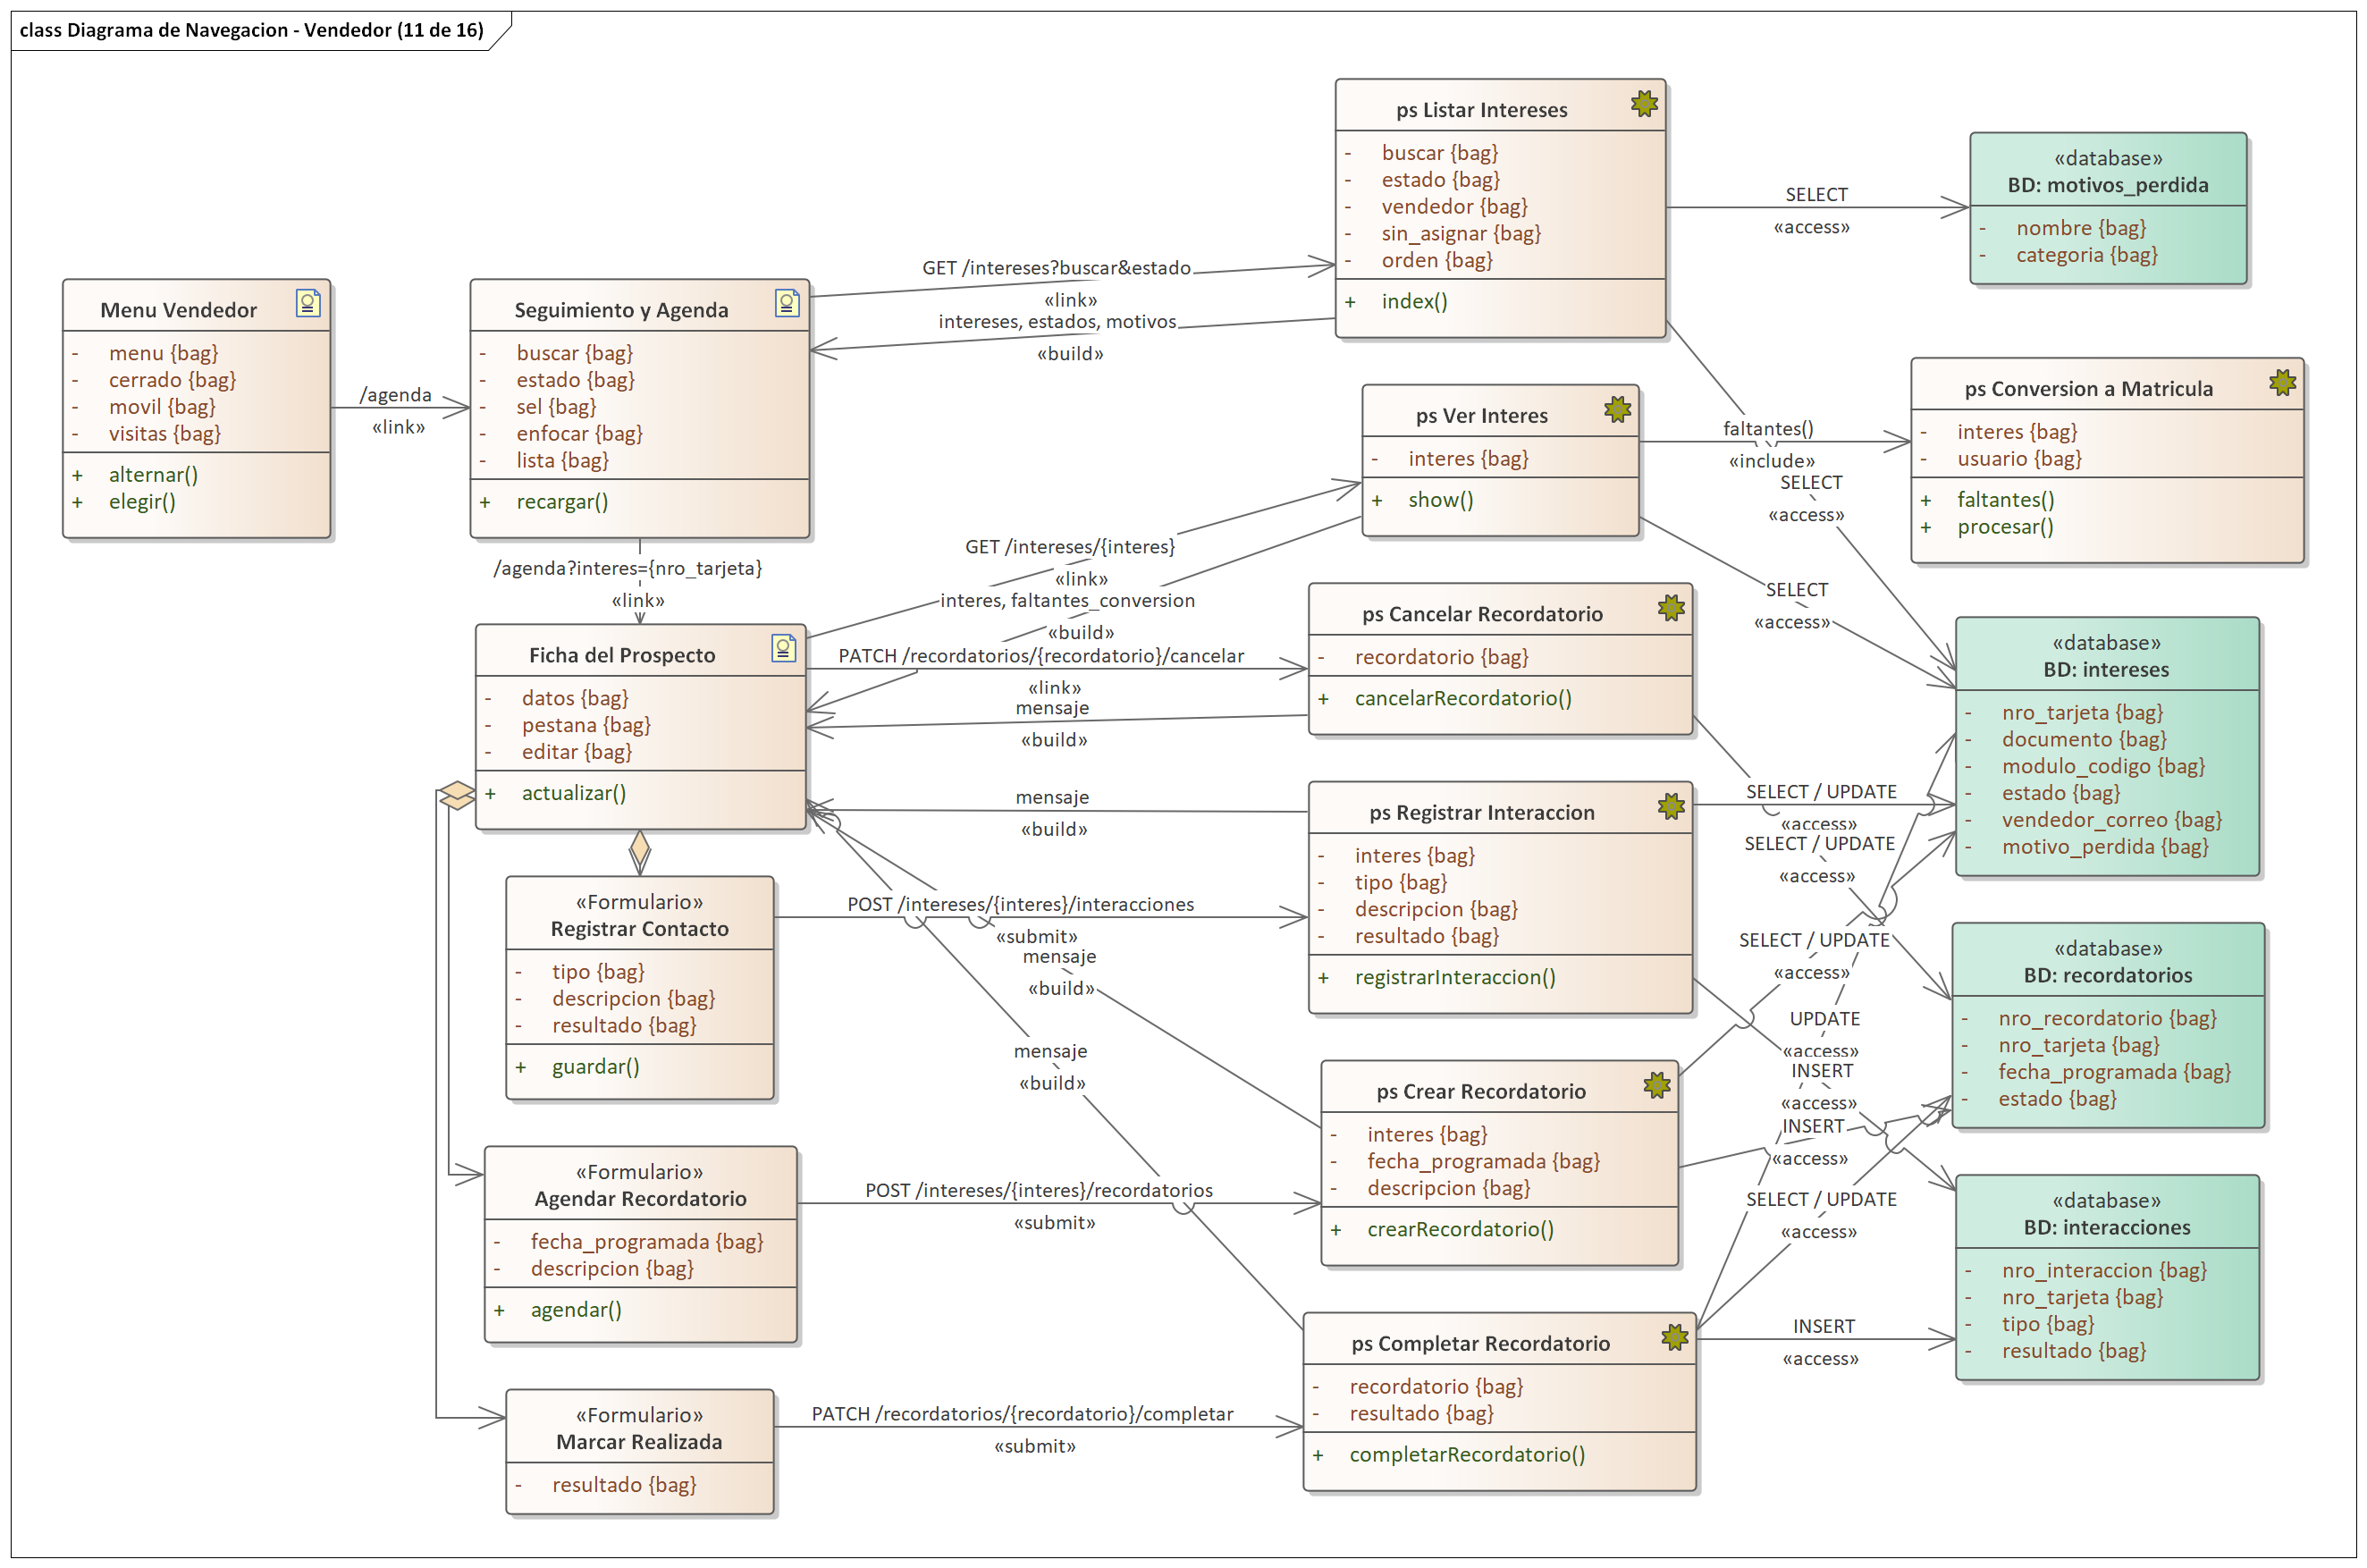 class Diagrama de Navegacion - Vendedor (11 de 16)
Menu Vendedor
- menu {bag}
- cerrado {bag}
- movil {bag}
- visitas {bag}
+ alternar()
+ elegir()
/agenda
«link»
Seguimiento y Agenda
- buscar {bag}
- estado {bag}
- sel {bag}
- enfocar {bag}
- lista {bag}
+ recargar()
GET /intereses?buscar&estado
«link»
intereses, estados, motivos
«build»
ps Listar Intereses
- buscar {bag}
- estado {bag}
- vendedor {bag}
- sin_asignar {bag}
- orden {bag}
+ index()
SELECT
«access»
«database»
BD: motivos_perdida
- nombre {bag}
- categoria {bag}
ps Ver Interes
- interes {bag}
+ show()
faltantes()
«include»
SELECT
«access»
ps Conversion a Matricula
- interes {bag}
- usuario {bag}
+ faltantes()
+ procesar()
/agenda?interes={nro_tarjeta}
«link»
GET /intereses/{interes}
«link»
interes, faltantes_conversion
«build»
SELECT
«access»
Ficha del Prospecto
- datos {bag}
- pestana {bag}
- editar {bag}
+ actualizar()
PATCH /recordatorios/{recordatorio}/cancelar
«link»
mensaje
«build»
ps Cancelar Recordatorio
- recordatorio {bag}
+ cancelarRecordatorio()
«database»
BD: intereses
- nro_tarjeta {bag}
- documento {bag}
- modulo_codigo {bag}
- estado {bag}
- vendedor_correo {bag}
- motivo_perdida {bag}
mensaje
«build»
ps Registrar Interaccion
- interes {bag}
- tipo {bag}
- descripcion {bag}
- resultado {bag}
+ registrarInteraccion()
SELECT / UPDATE
«access»
SELECT / UPDATE
«access»
«Formulario»
Registrar Contacto
- tipo {bag}
- descripcion {bag}
- resultado {bag}
+ guardar()
POST /intereses/{interes}/interacciones
«submit»
mensaje
«build»
SELECT / UPDATE
«access»
«database»
BD: recordatorios
- nro_recordatorio {bag}
- nro_tarjeta {bag}
- fecha_programada {bag}
- estado {bag}
mensaje
«build»
UPDATE
«access»
INSERT
«access»
INSERT
«access»
ps Crear Recordatorio
- interes {bag}
- fecha_programada {bag}
- descripcion {bag}
+ crearRecordatorio()
«Formulario»
Agendar Recordatorio
- fecha_programada {bag}
- descripcion {bag}
+ agendar()
POST /intereses/{interes}/recordatorios
«submit»
SELECT / UPDATE
«access»
«database»
BD: interacciones
- nro_interaccion {bag}
- nro_tarjeta {bag}
- tipo {bag}
- resultado {bag}
ps Completar Recordatorio
- recordatorio {bag}
- resultado {bag}
+ completarRecordatorio()
INSERT
«access»
«Formulario»
Marcar Realizada
- resultado {bag}
PATCH /recordatorios/{recordatorio}/completar
«submit»